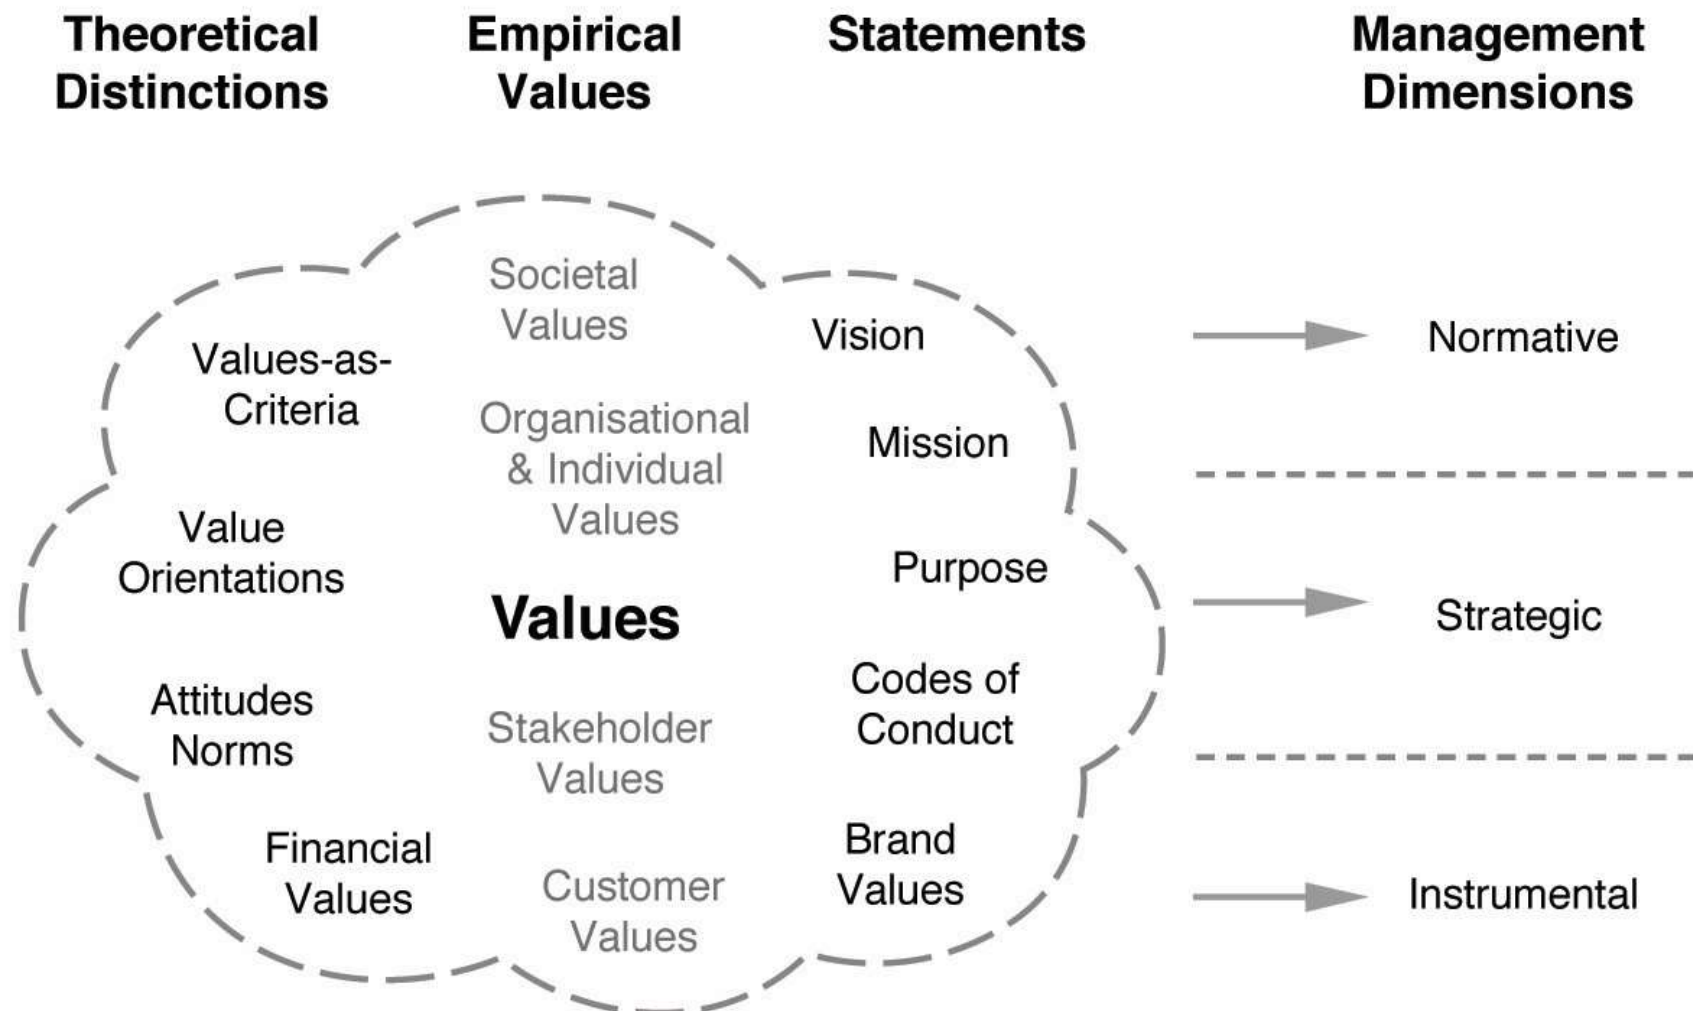 Theoretical
Distinctions
Empirical
Values
Statements
Management
Dimensions
Values-as-
Criteria
Value
Orientations
Attitudes
Norms
Financial
Values
Societal
Values
Organisational
& Individual
Values
Values
Stakeholder
Values
Customer
Values
Vision
Mission
Purpose
Codes of
Conduct
Brand
Values
Normative
Strategic
Instrumental